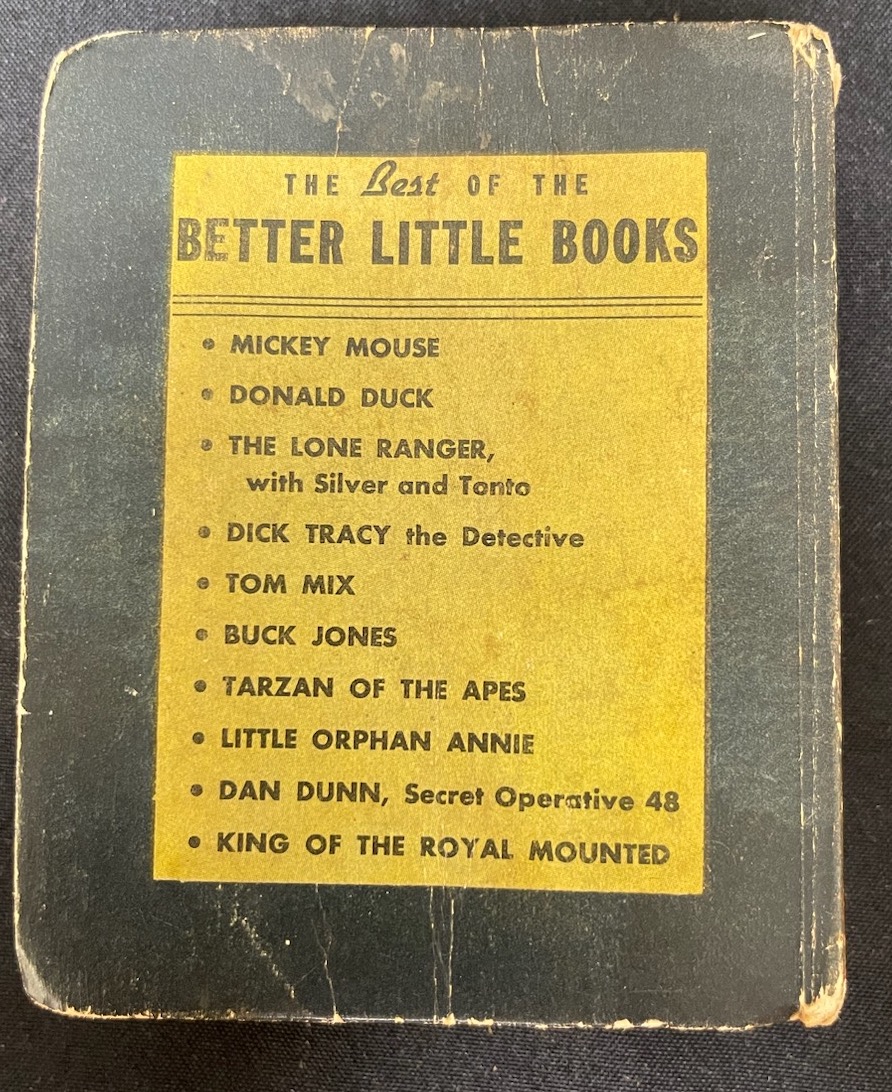 THE Best OF THE
BETTER LITTLE BOOKS
• MICKEY MOUSE
• DONALD DUCK
• THE LONE RANGER,
with Silver and Tonto
• DICK TRACY the Detective
• TOM MIX
• BUCK JONES
• TARZAN OF THE APES
• LITTLE ORPHAN ANNIE
• DAN DUNN, Secret Operative 48
• KING OF THE ROYAL MOUNTED